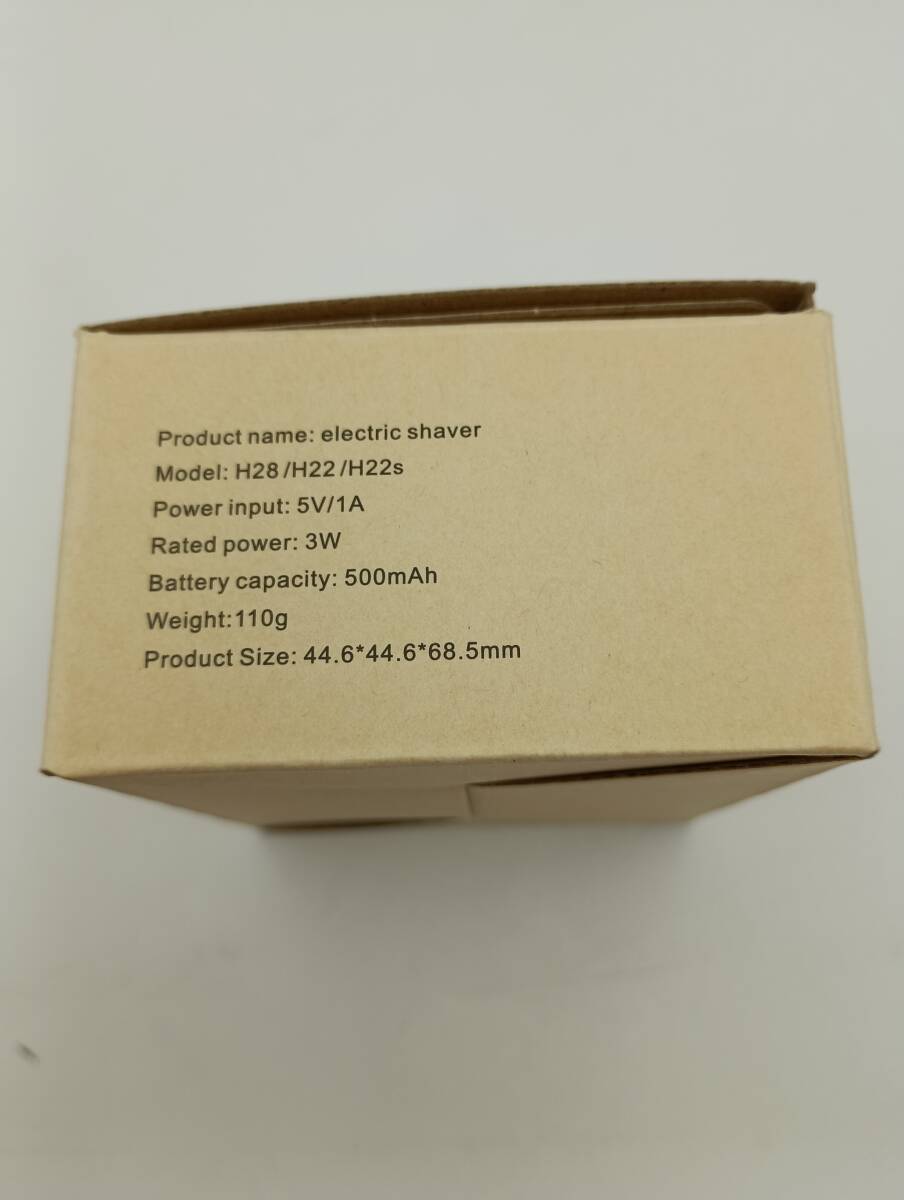 Product name: electric shaver
Model: H28/H22/H22s
Power input: 5V/1A
Rated power: 3W
Battery capacity: 500mAh
Weight:110g
Product Size: 44.6*44.6*68.5mm